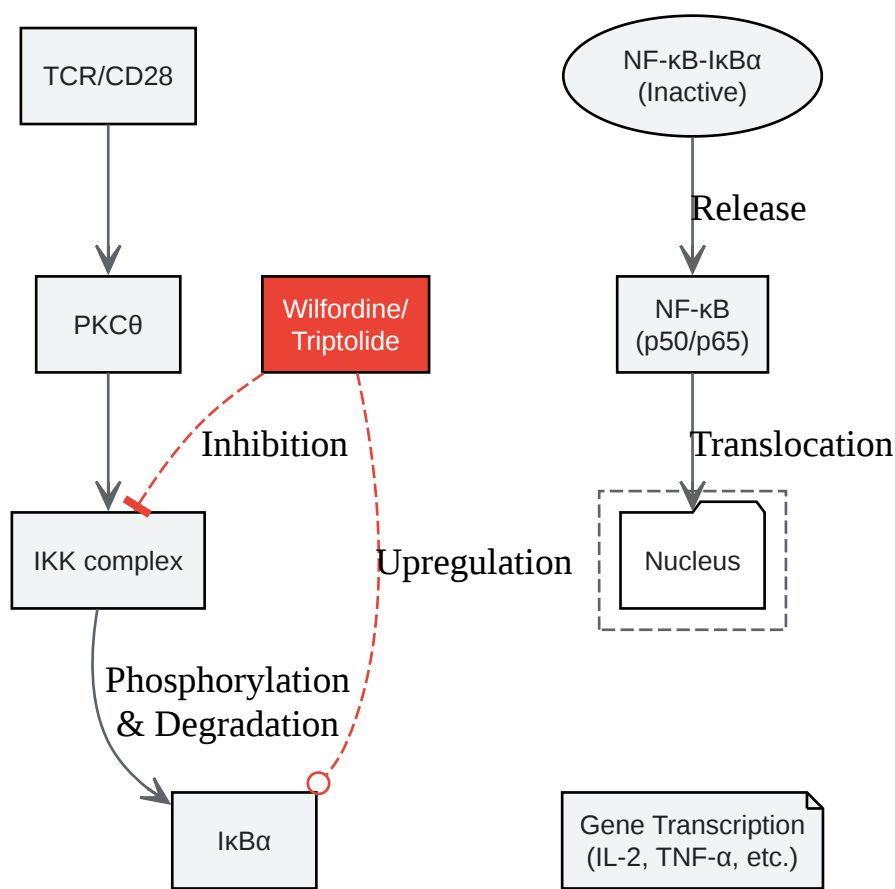 TCR/CD28
NF-κB-IκBα
(Inactive)
Release
PKCθ
Wilfordine/
Triptolide
NF-κB
(p50/p65)
Inhibition
Translocation
IKK complex
Upregulation
Nucleus
Phosphorylation
& Degradation
IκBα
Gene Transcription
(IL-2, TNF-α, etc.)